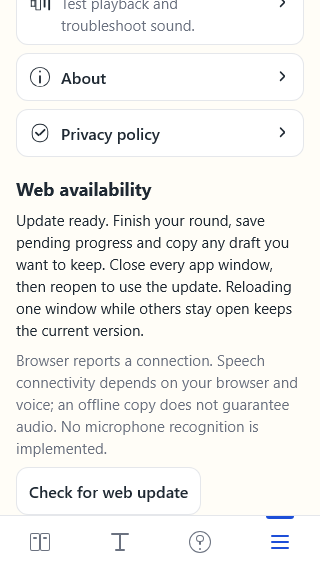 Test playback and
troubleshoot sound.
About
Privacy policy
Web availability
Update ready. Finish your round, save
pending progress and copy any draft you
want to keep. Close every app window,
then reopen to use the update. Reloading
one window while others stay open keeps
the current version.
Browser reports a connection. Speech
connectivity depends on your browser and
voice; an offline copy does not guarantee
audio. No microphone recognition is
implemented.
Check for web update